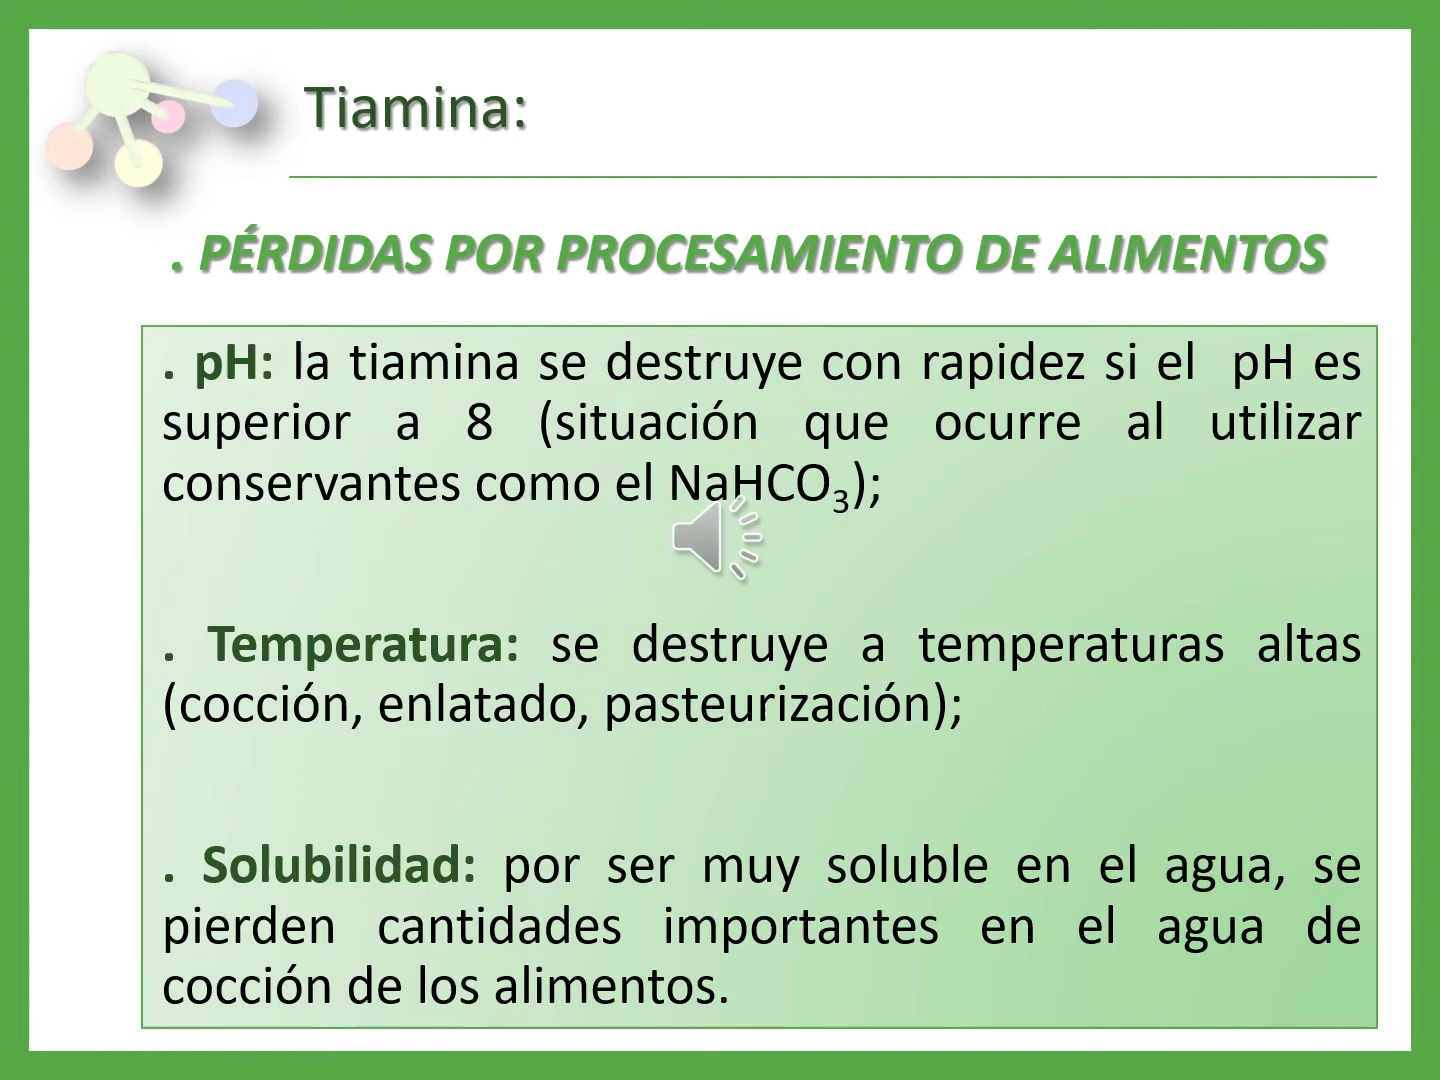 Tiamina:
. PÉRDIDAS POR PROCESAMIENTO DE ALIMENTOS
. pH: la tiamina se destruye con rapidez si el pH es
superior a 8 (situación que ocurre al utilizar
conservantes como el NaHCO₃);
. Temperatura: se destruye a temperaturas altas
(cocción, enlatado, pasteurización);
. Solubilidad: por ser muy soluble en el agua, se
pierden cantidades importantes en el agua de
cocción de los alimentos.